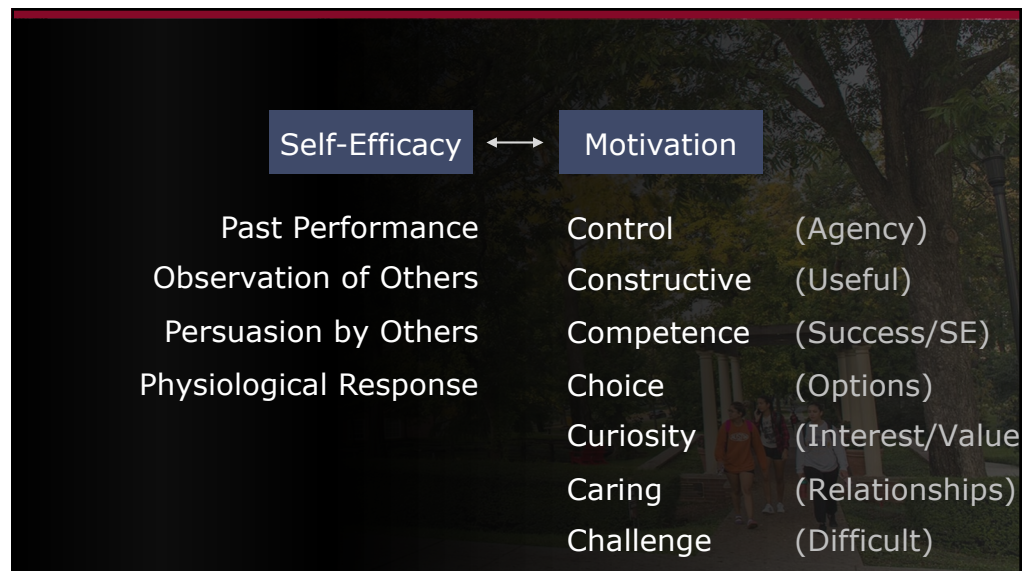 Self-Efficacy Motivation
Past Performance Control (Agency)
Observation of Others Constructive (Useful)
Persuasion by Others Competence (Success/SE)
Physiological Response Choice (Options)
Curiosity (Interest/Value
Caring (Relationships)
Challenge (Difficult)